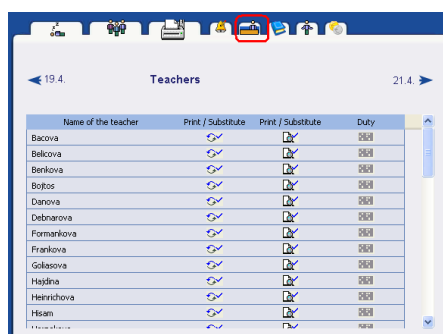 19.4.
Teachers
21.4.
Name of the teacher Print / Substitute Print / Substitute Duty
Bacova
Belicova
Benkova
Bojtos
Danova
Debnarova
Formankova
Frankova
Goliasova
Hajdina
Heinrichova
Hisam